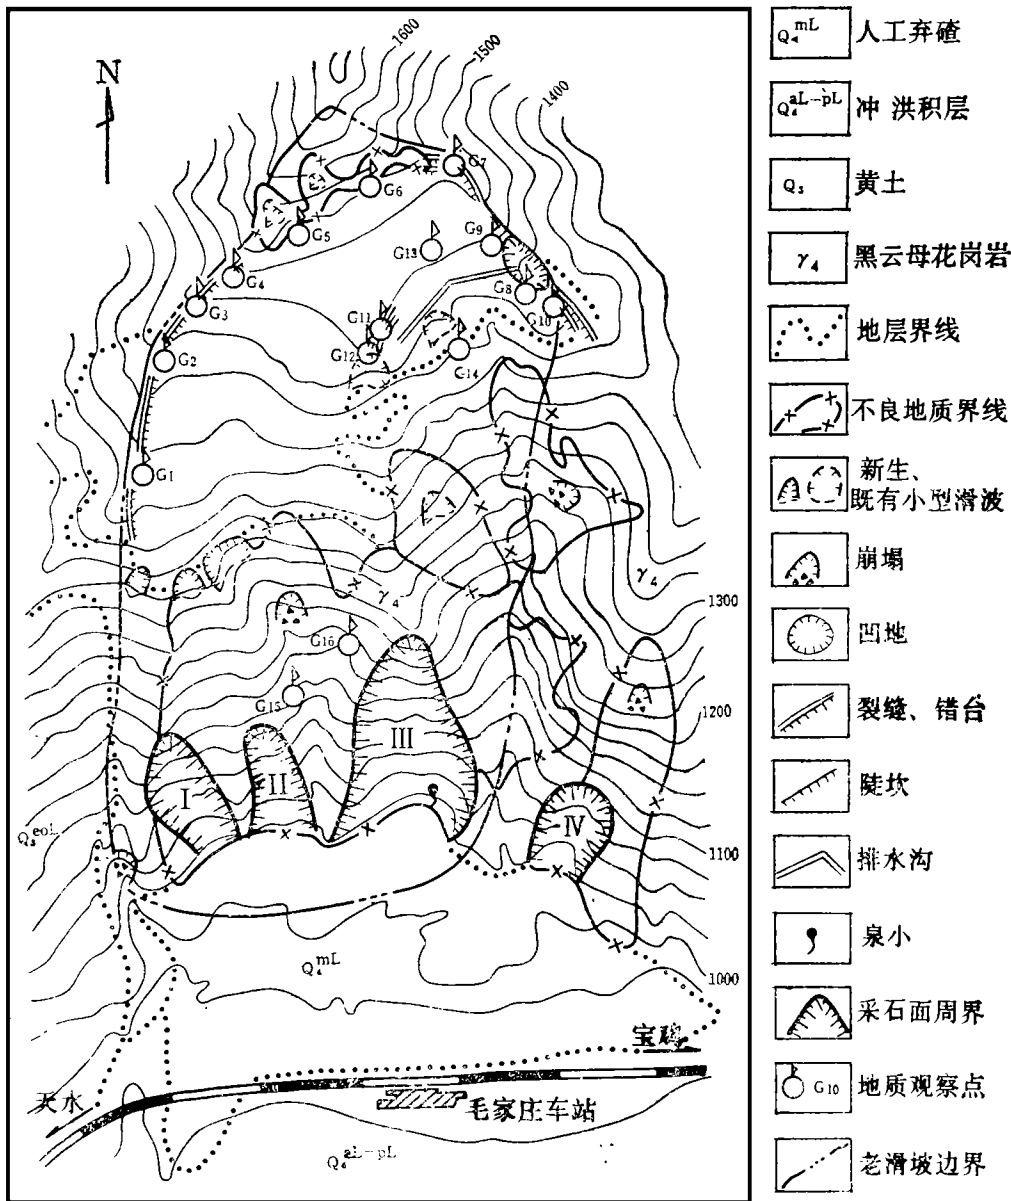 1600
1500
1400
N
G7
G6
G5
G9
G13
G4
G8
G3
G10
G11
G12
G14
G2
G1
γ4
γ4
1300
G16
G15
1200
III
II
I
IV
Q3eoL
1100
Q4mL
1000
宝鸡
天水
毛家庄车站
Q4aL-pL
Q4mL 人工弃碴
Q4aL-pL 冲 洪积层
Q3 黄土
γ4 黑云母花岗岩
地层界线
不良地质界线
新生、
既有小型滑波
崩塌
凹地
裂缝、错台
陡坎
排水沟
泉小
采石面周界
G10 地质观察点
老滑坡边界